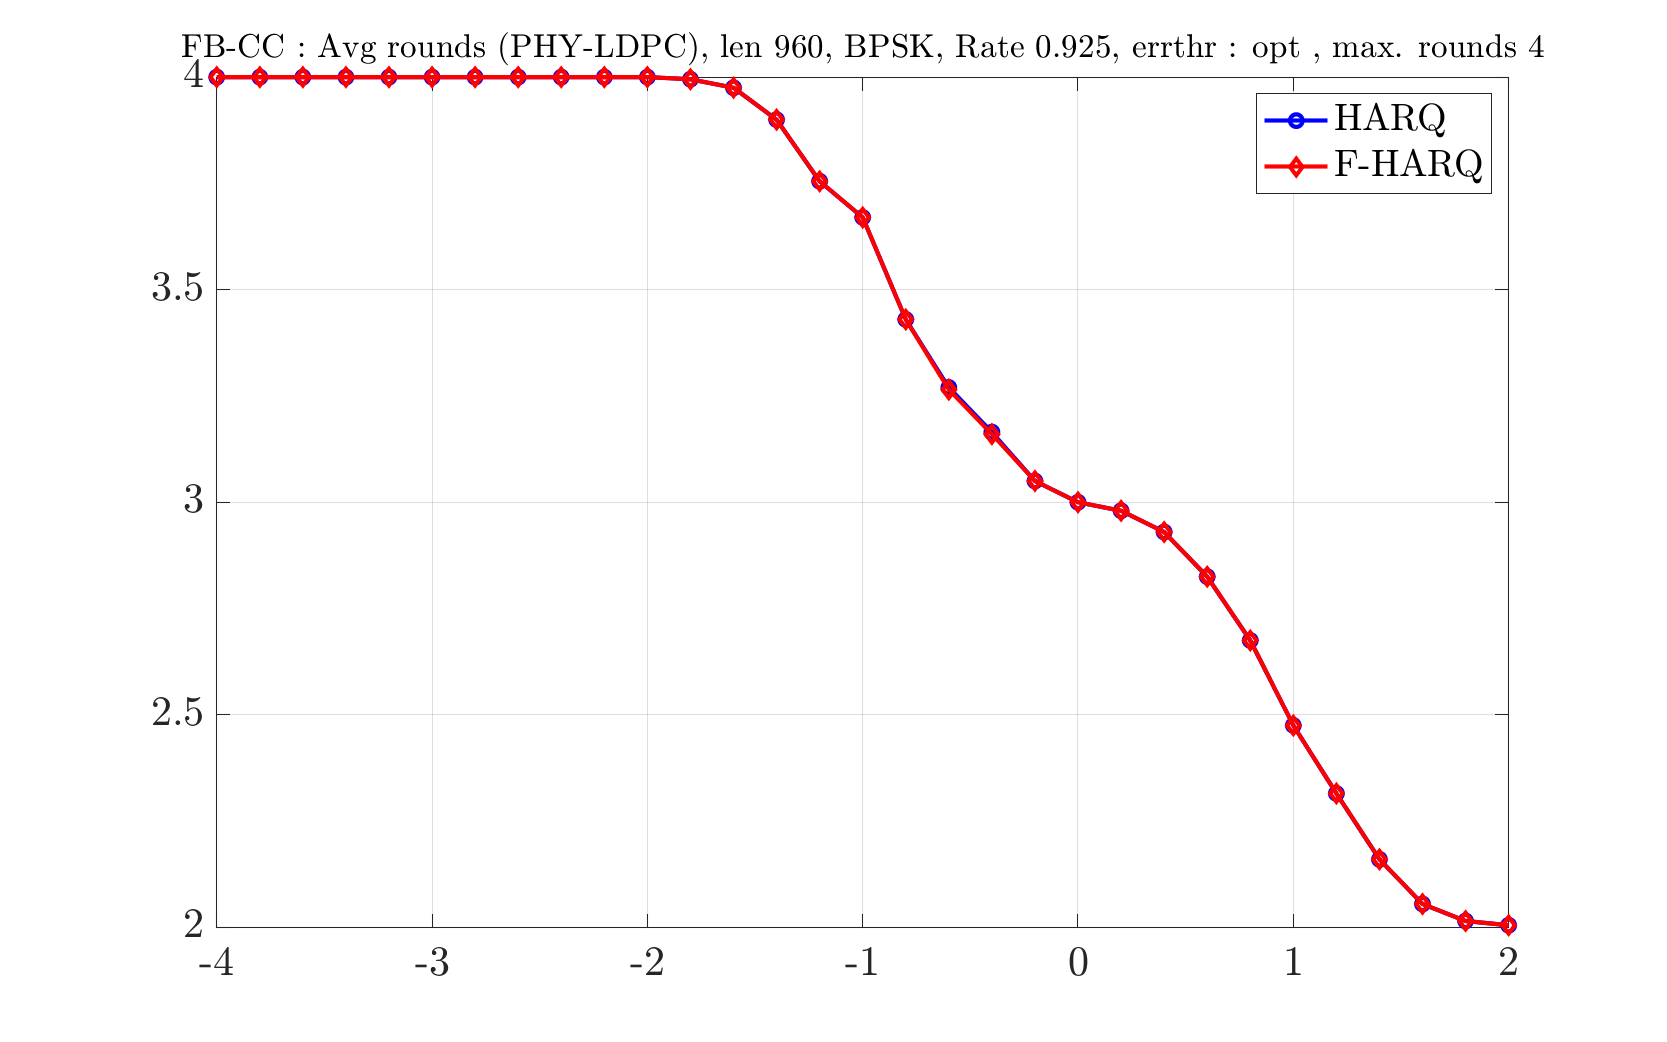 FB-CC : Avg rounds (PHY-LDPC), len 960, BPSK, Rate 0.925, errthr : opt , max. rounds 4
HARQ
F-HARQ
4
3.5
3
2.5
2
-4 -3 -2 -1 0 1 2